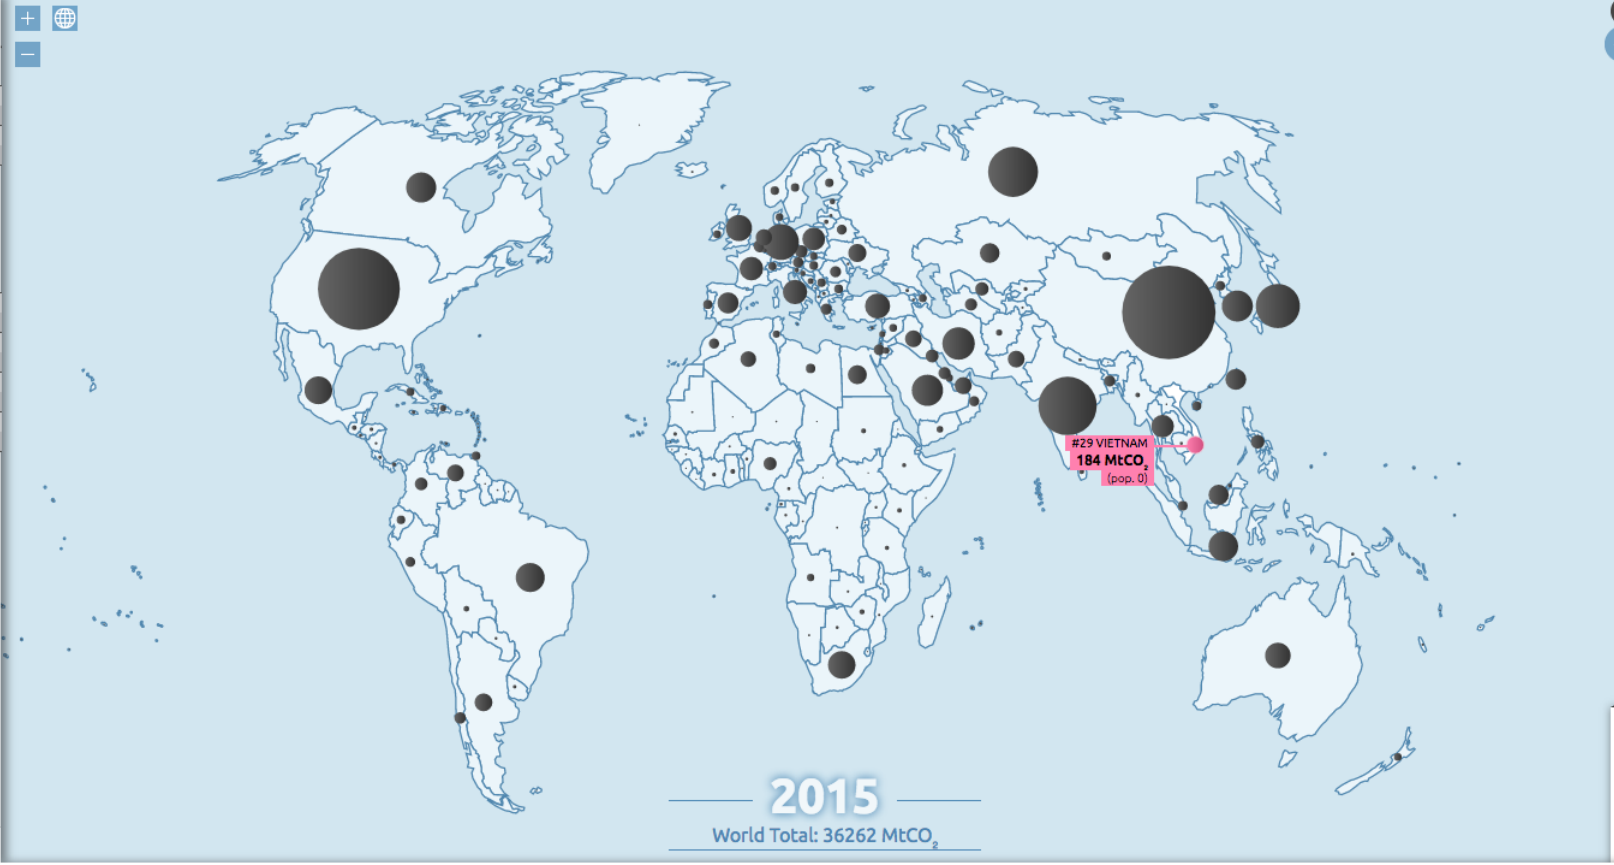 #29 VIETNAM
184 MtCO₂
(pop. 0)
2015
World Total: 36262 MtCO₂